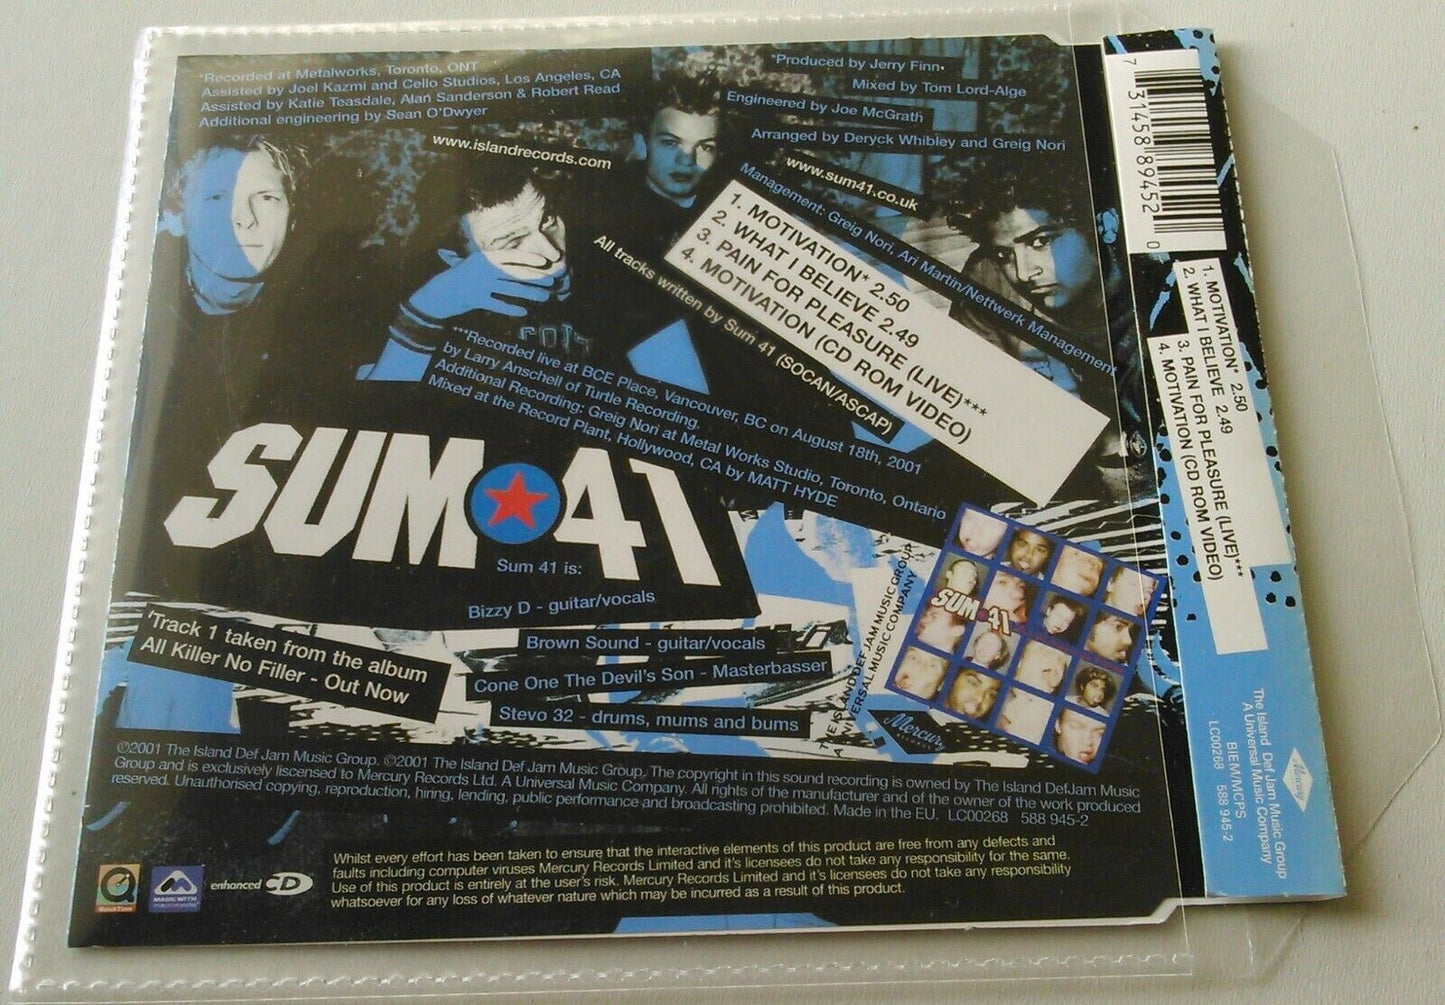 *Recorded at Metalworks, Toronto, ONT
Assisted by Joel Kazmi and Cello Studios, Los Angeles, CA
Assisted by Katie Teasdale, Alan Sanderson & Robert Read
Additional engineering by Sean O'Dwyer
*Produced by Jerry Finn.
Mixed by Tom Lord-Alge
Engineered by Joe McGrath
Arranged by Deryck Whibley and Greig Nori
www.islandrecords.com
www.sum41.co.uk
Management: Greig Nori, Ari Martin/Nettwerk Management
1. MOTIVATION* 2.50
2. WHAT I BELIEVE 2.49
3. PAIN FOR PLEASURE (LIVE)***
4. MOTIVATION (CD ROM VIDEO)
All tracks written by Sum 41 (SOCAN/ASCAP)
***Recorded live at BCE Place, Vancouver, BC on August 18th, 2001
by Larry Anschell of Turtle Recording.
Additional Recording: Greig Nori at Metal Works Studio, Toronto, Ontario
Mixed at the Record Plant, Hollywood, CA by MATT HYDE
SUM 41
Sum 41 is:
Bizzy D - guitar/vocals
Brown Sound - guitar/vocals
Cone One The Devil's Son - Masterbasser
Stevo 32 - drums, mums and bums
'Track 1 taken from the album
All Killer No Filler - Out Now
THE ISLAND DEF JAM MUSIC GROUP
A UNIVERSAL MUSIC COMPANY
SUM 41
Mercury
RECORDS
©2001 The Island Def Jam Music Group. ©2001 The Island Def Jam Music Group. The copyright in this sound recording is owned by The Island DefJam Music
Group and is exclusively liscensed to Mercury Records Ltd. A Universal Music Company. All rights of the manufacturer and of the owner of the work produced
reserved. Unauthorised copying, reproduction, hiring, lending, public performance and broadcasting prohibited. Made in the EU. LC00268 588 945-2
QuickTime
MADE WITH
MACROMEDIA
enhanced CD
Whilst every effort has been taken to ensure that the interactive elements of this product are free from any defects and
faults including computer viruses Mercury Records Limited and it's licensees do not take any responsibility for the same.
Use of this product is entirely at the user's risk. Mercury Records Limited and it's licensees do not take any responsibility
whatsoever for any loss of whatever nature which may be incurred as a result of this product.
7 31458 89452 0
1. MOTIVATION* 2.50
2. WHAT I BELIEVE 2.49
3. PAIN FOR PLEASURE (LIVE)***
4. MOTIVATION (CD ROM VIDEO)
Mercury
The Island Def Jam Music Group
A Universal Music Company
BIEM/MCPS
LC00268 588 945-2